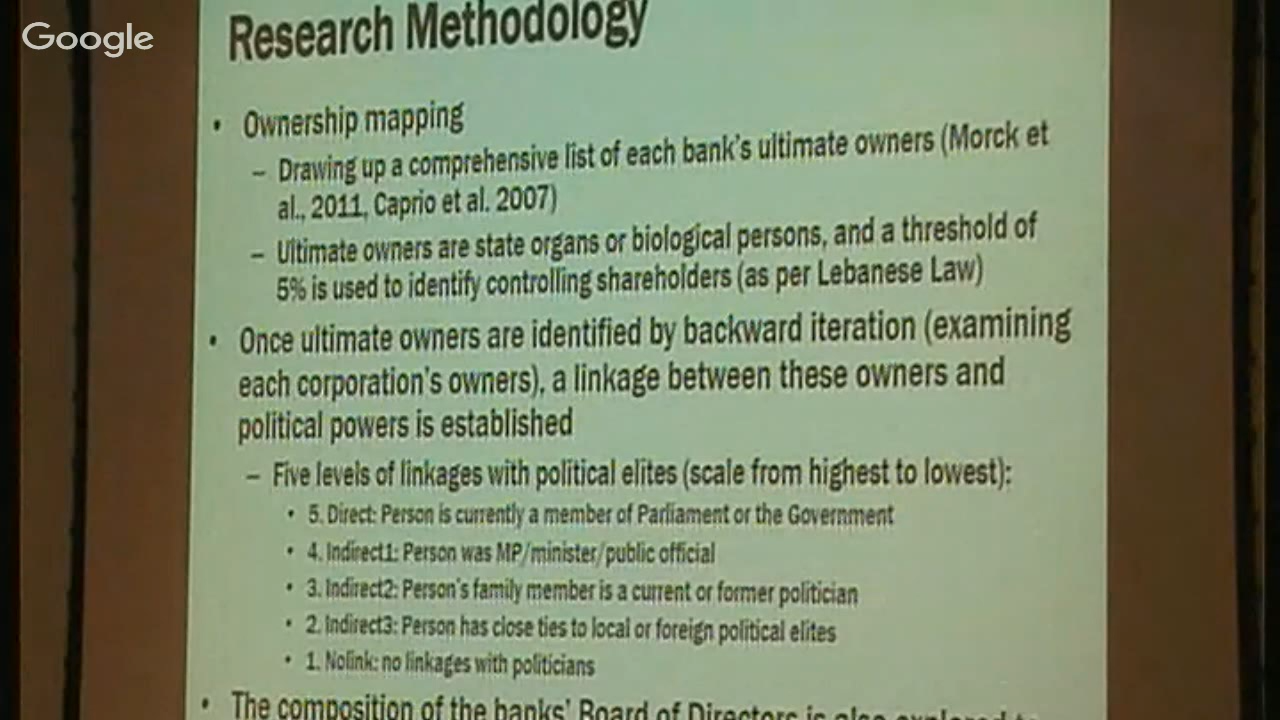 Google
Research Methodology
• Ownership mapping
– Drawing up a comprehensive list of each bank's ultimate owners (Morck et
al., 2011, Caprio et al. 2007)
– Ultimate owners are state organs or biological persons, and a threshold of
5% is used to identify controlling shareholders (as per Lebanese Law)
• Once ultimate owners are identified by backward iteration (examining
each corporation's owners), a linkage between these owners and
political powers is established
– Five levels of linkages with political elites (scale from highest to lowest):
• 5. Direct: Person is currently a member of Parliament or the Government
• 4. Indirect1: Person was MP/minister/public official
• 3. Indirect2: Person's family member is a current or former politician
• 2. Indirect3: Person has close ties to local or foreign political elites
• 1. Nolink: no linkages with politicians
• The composition of the banks' Board of Directors is also explored to